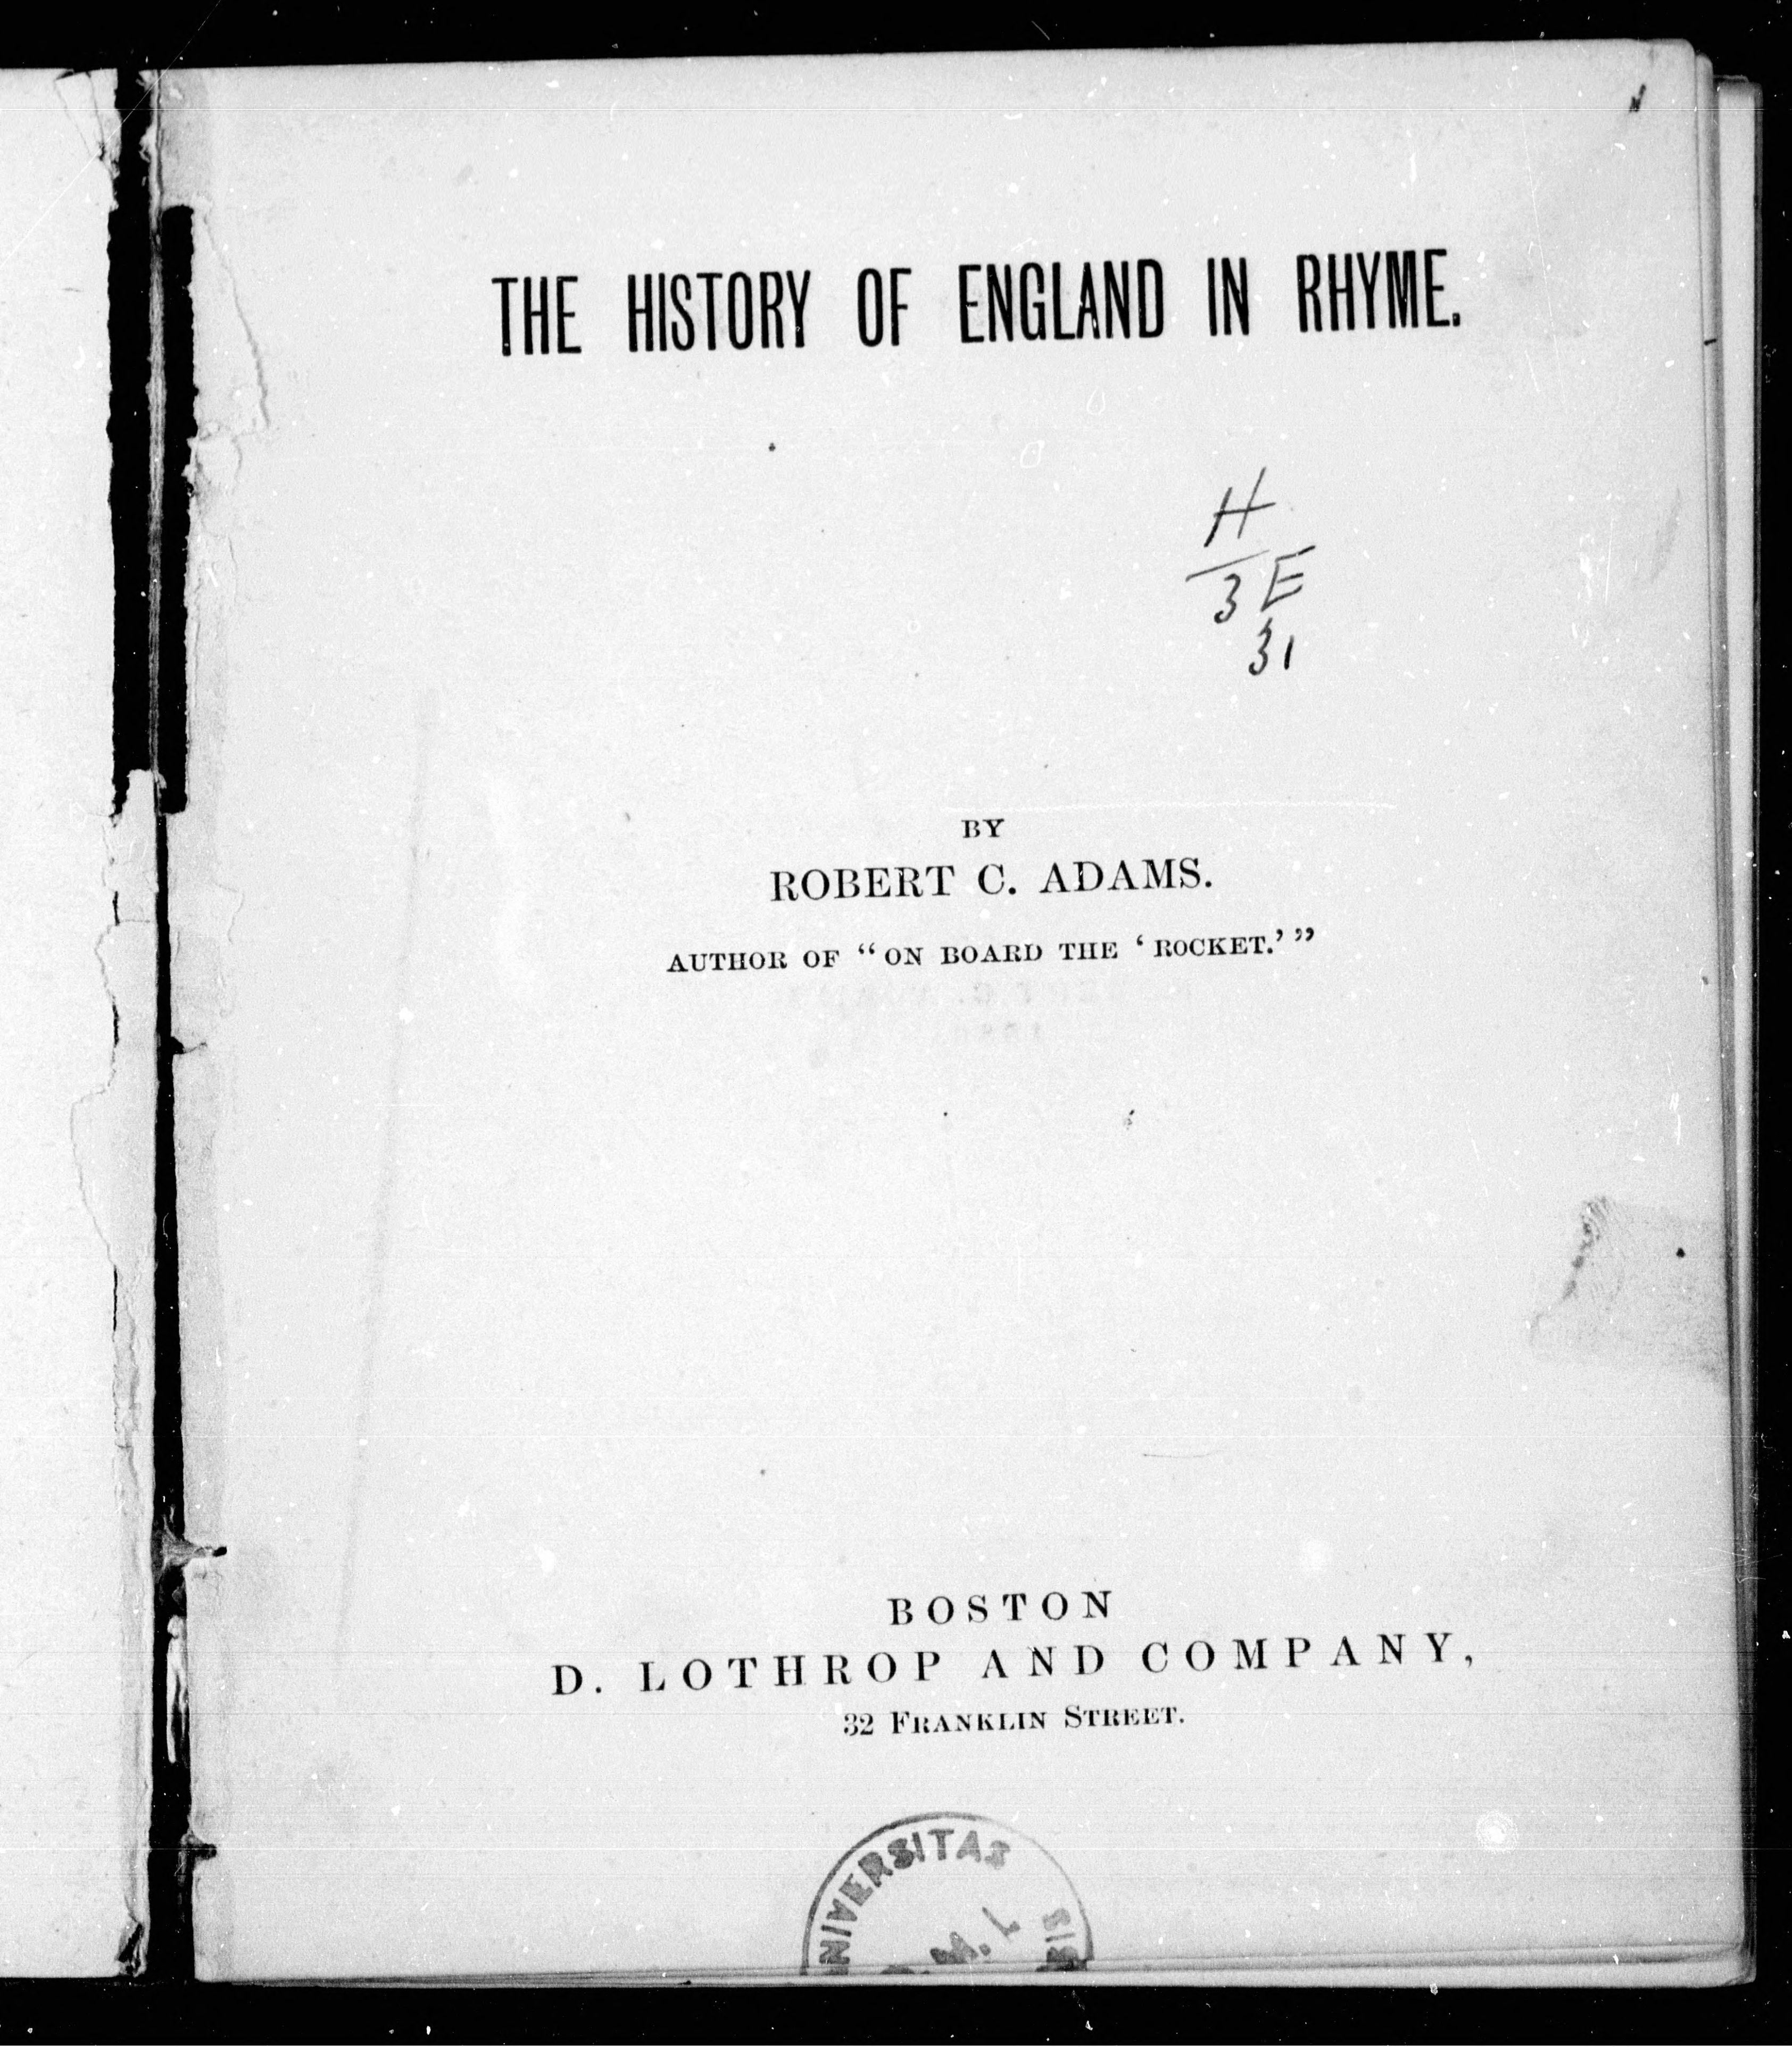 THE HISTORY OF ENGLAND IN RHYME.
H
3E
31
BY
ROBERT C. ADAMS.
AUTHOR OF “ON BOARD THE ‘ROCKET.’”
BOSTON
D. LOTHROP AND COMPANY,
32 FRANKLIN STREET.
UNIVERSITAS